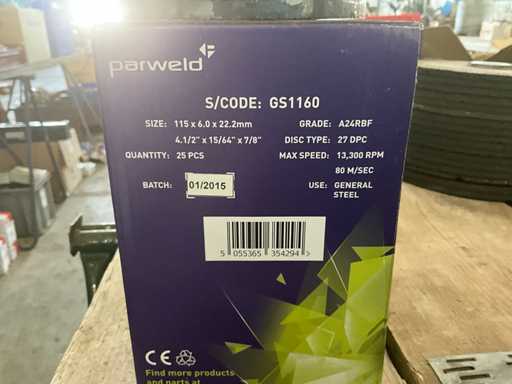 parweld
S/CODE: GS1160
SIZE: 115 x 6.0 x 22.2mm
4.1/2" x 15/64" x 7/8"
QUANTITY: 25 PCS
BATCH: 01/2015
GRADE: A24RBF
DISC TYPE: 27 DPC
MAX SPEED: 13,300 RPM
80 M/SEC
USE: GENERAL
STEEL
5 055365 354294 >
CE
Find more products
and parts at